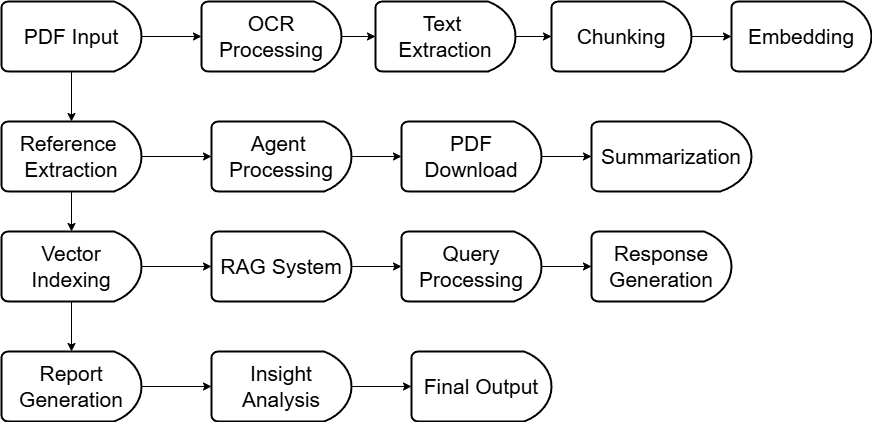 PDF Input
OCR
Processing
Text
Extraction
Chunking
Embedding
Reference
Extraction
Agent
Processing
PDF
Download
Summarization
Vector
Indexing
RAG System
Query
Processing
Response
Generation
Report
Generation
Insight
Analysis
Final Output